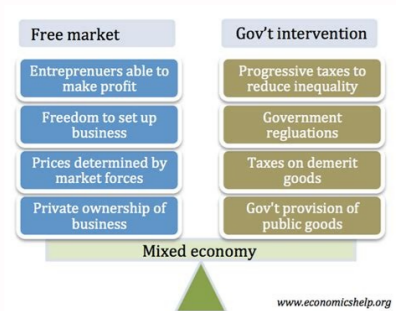 Free market
Gov't intervention
Entreprenuers able to
make profit
Progressive taxes to
reduce inequality
Freedom to set up
business
Government
regluations
Prices determined by
market forces
Taxes on demerit
goods
Private ownership of
business
Gov't provision of
public goods
Mixed economy
www.economicshelp.org